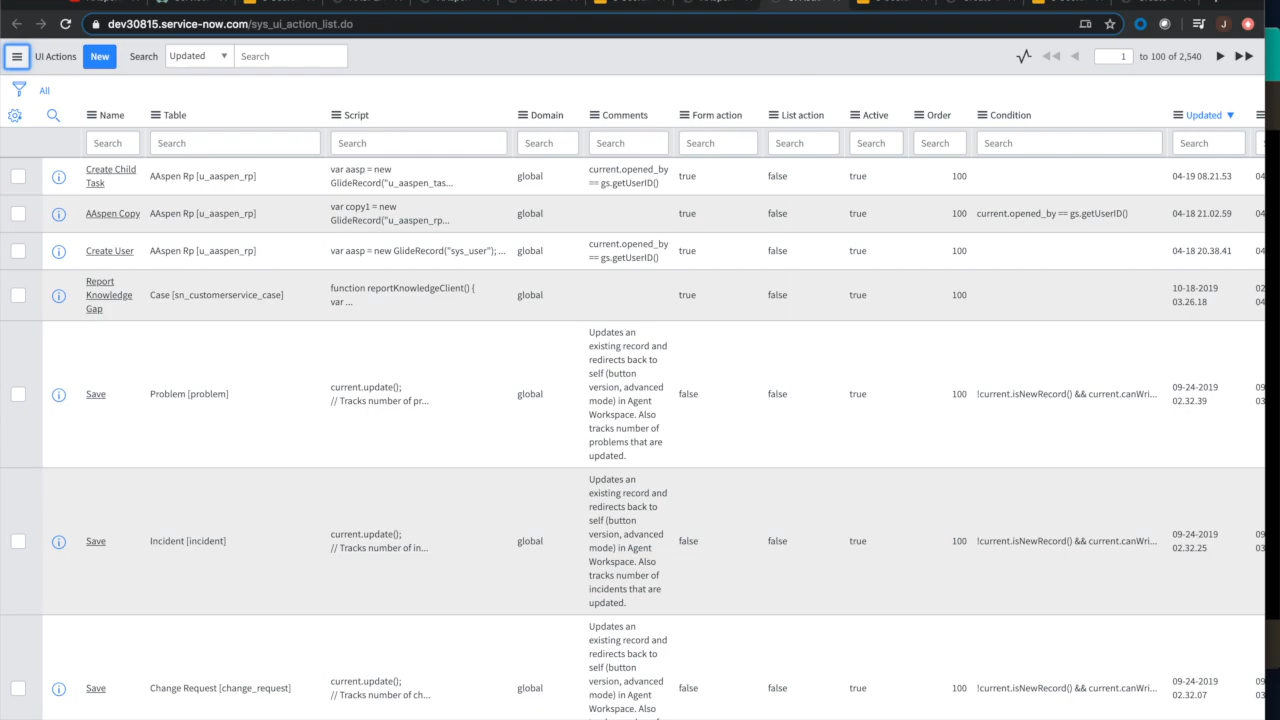 dev30815.service-now.com/sys_ui_action_list.do
UI Actions New Search Updated ▼ Search 1 to 100 of 2,540
All
Name Table Script Domain Comments Form action List action Active Order Condition Updated ▼
Search Search Search Search Search Search Search Search Search Search Search
Create Child Task AAspen Rp [u_aaspen_rp] var aasp = new GlideRecord("u_aaspen_tas... global current.opened_by == gs.getUserID() true false true 100 04-19 08.21.53
AAspen Copy AAspen Rp [u_aaspen_rp] var copy1 = new GlideRecord("u_aaspen_rp... global true false true 100 current.opened_by == gs.getUserID() 04-18 21.02.59
Create User AAspen Rp [u_aaspen_rp] var aasp = new GlideRecord("sys_user"); ... global current.opened_by == gs.getUserID() true false true 100 04-18 20.38.41
Report Knowledge Gap Case [sn_customerservice_case] function reportKnowledgeClient() { var ... global true false true 100 10-18-2019 03.26.18
Save Problem [problem] current.update(); // Tracks number of pr... global Updates an existing record and redirects back to self (button version, advanced mode) in Agent Workspace. Also tracks number of problems that are updated. false false true 100 !current.isNewRecord() && current.canWri... 09-24-2019 02.32.39
Save Incident [incident] current.update(); // Tracks number of in... global Updates an existing record and redirects back to self (button version, advanced mode) in Agent Workspace. Also tracks number of incidents that are updated. false false true 100 !current.isNewRecord() && current.canWri... 09-24-2019 02.32.25
Save Change Request [change_request] current.update(); // Tracks number of ch... global Updates an existing record and redirects back to self (button version, advanced mode) in Agent Workspace. Also false false true 100 !current.isNewRecord() && current.canWri... 09-24-2019 02.32.07